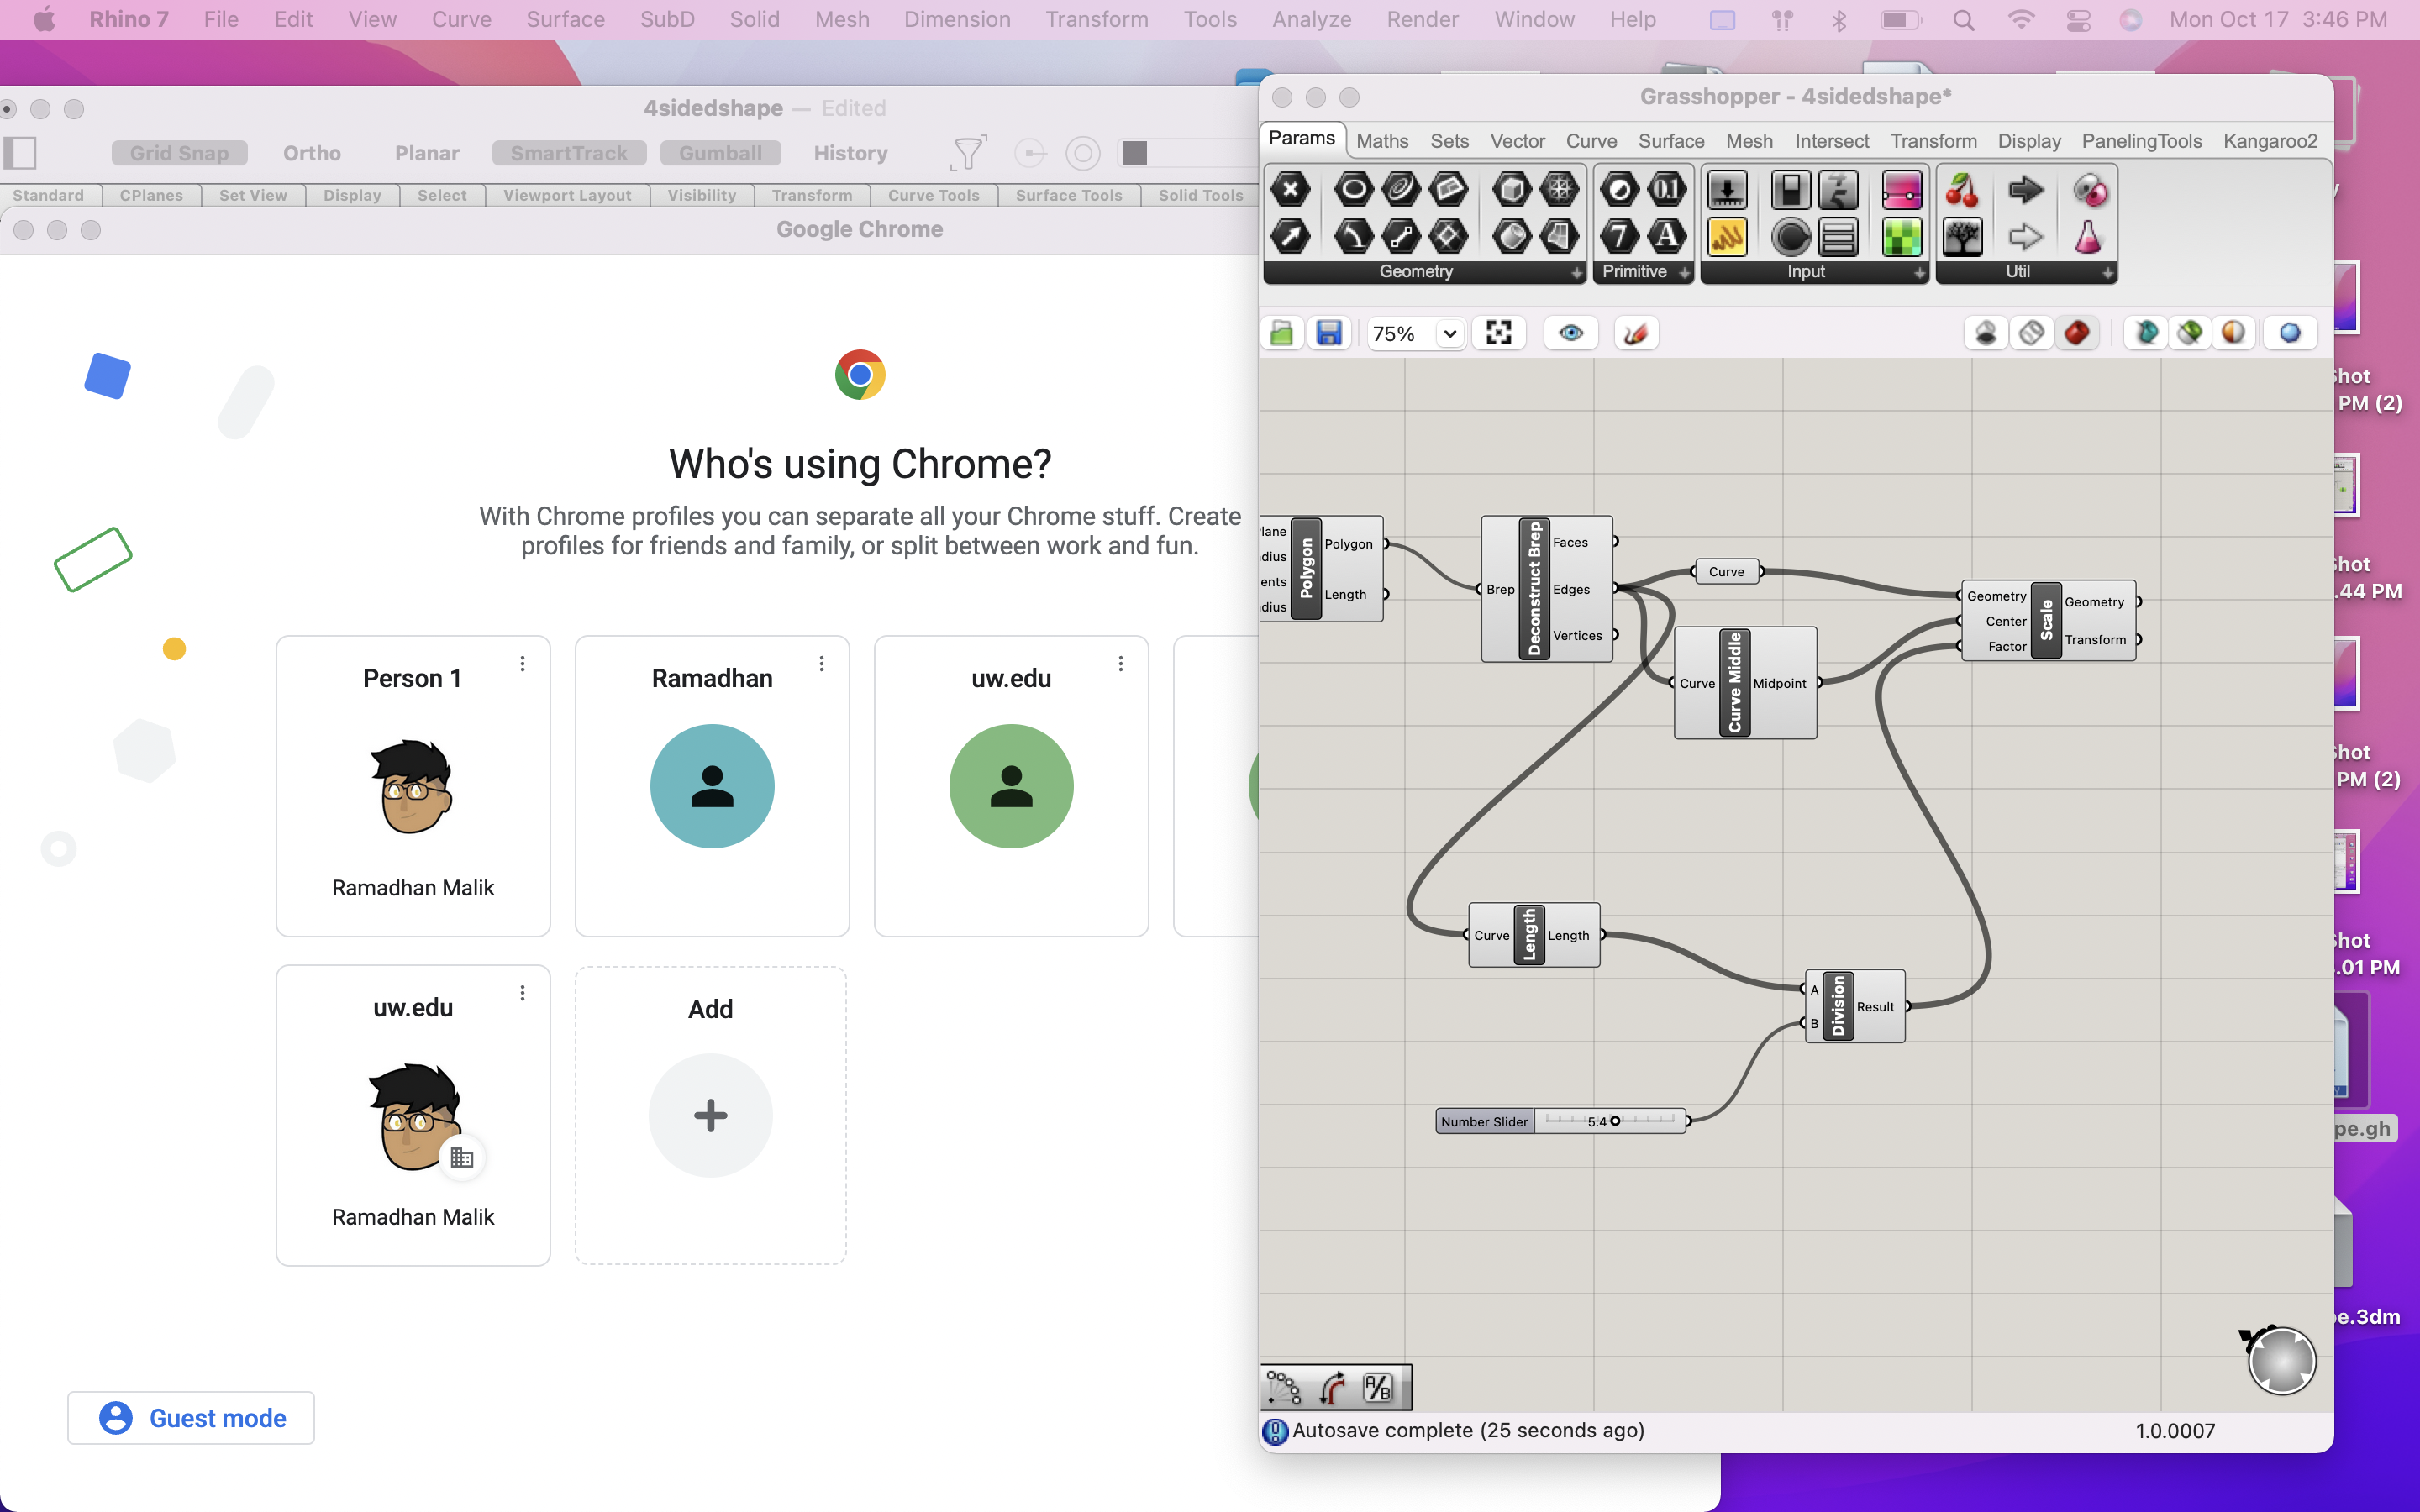 Rhino 7 File Edit View Curve Surface SubD Solid Mesh Dimension Transform Tools Analyze Render Window Help Mon Oct 17 3:46 PM
4sidedshape — Edited
Grid Snap Ortho Planar SmartTrack Gumball History
Standard CPlanes Set View Display Select Viewport Layout Visibility Transform Curve Tools Surface Tools Solid Tools
Google Chrome
Who's using Chrome?
With Chrome profiles you can separate all your Chrome stuff. Create
profiles for friends and family, or split between work and fun.
Person 1
Ramadhan Malik
Ramadhan
uw.edu
uw.edu
Ramadhan Malik
Add
Guest mode
Grasshopper - 4sidedshape*
Params Maths Sets Vector Curve Surface Mesh Intersect Transform Display PanelingTools Kangaroo2
Geometry Primitive Input Util
75%
lane
dius
ents
dius
Polygon
Polygon
Length
Brep
Deconstruct Brep
Faces
Edges
Vertices
Curve
Curve
Curve Middle
Midpoint
Geometry
Center
Factor
Scale
Geometry
Transform
Curve
Length
Length
A
B
Division
Result
Number Slider 5.4
Autosave complete (25 seconds ago)
1.0.0007
Shot
PM (2)
Shot
.44 PM
Shot
PM (2)
Shot
.01 PM
pe.gh
pe.3dm